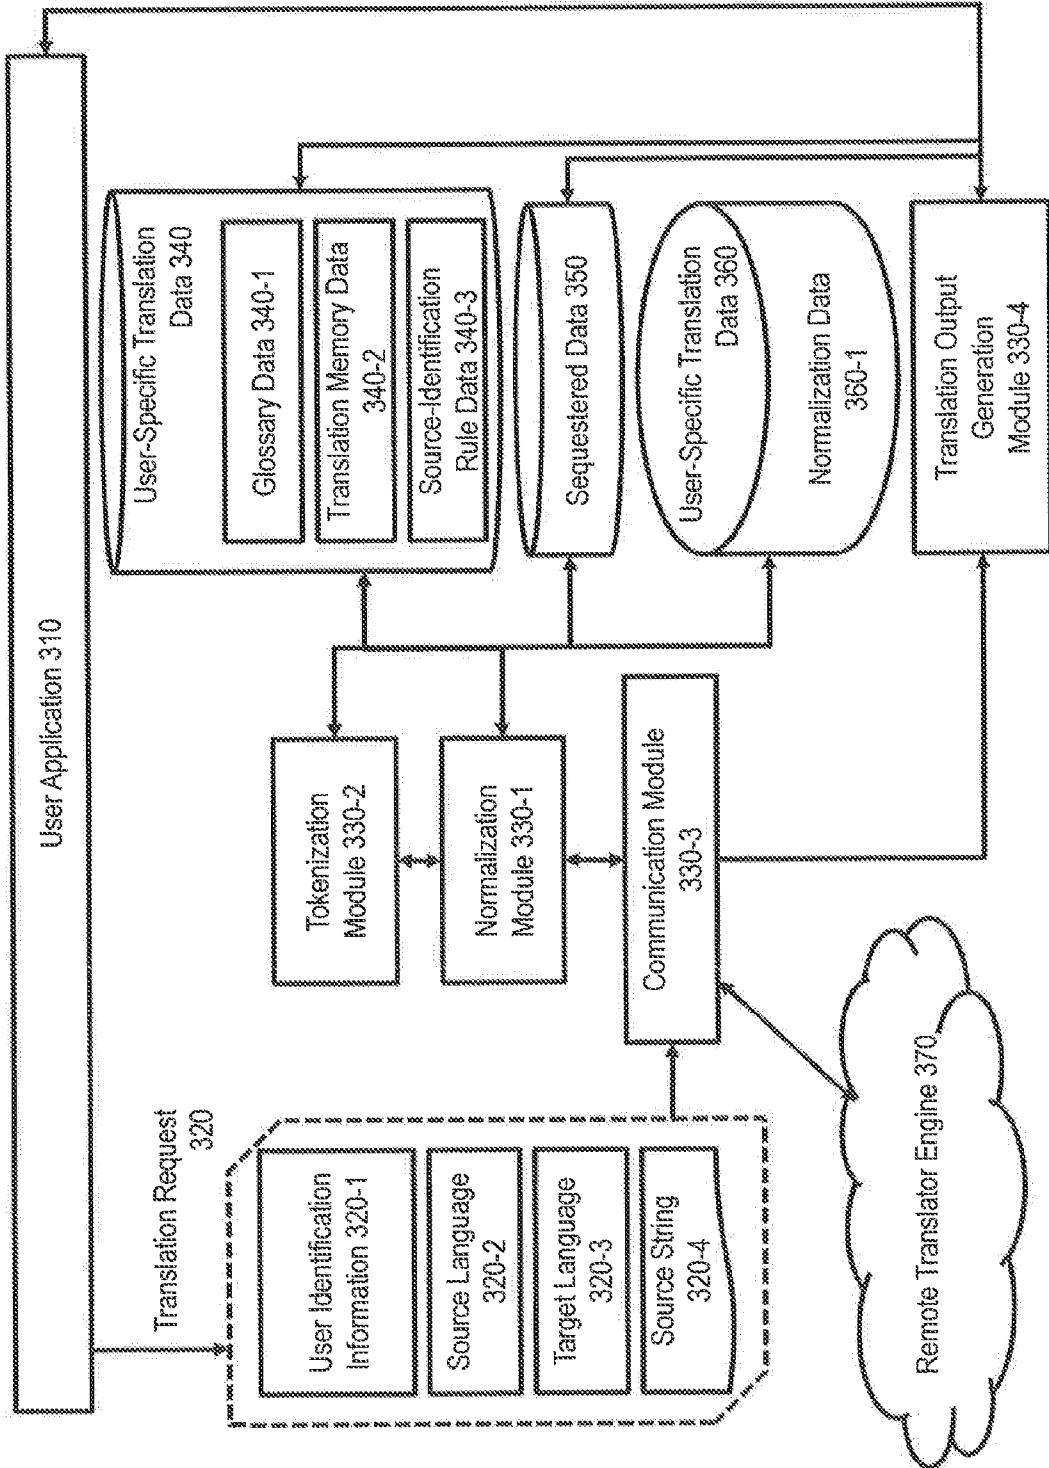 User Application 310
Translation Request
320
User Identification
Information 320-1
Source Language
320-2
Target Language
320-3
Source String
320-4
Tokenization
Module 330-2
Normalization
Module 330-1
Communication Module
330-3
Remote Translator Engine 370
User-Specific Translation
Data 340
Glossary Data 340-1
Translation Memory Data
340-2
Source-Identification
Rule Data 340-3
Sequestered Data 350
User-Specific Translation
Data 360
Normalization Data
360-1
Translation Output
Generation
Module 330-4